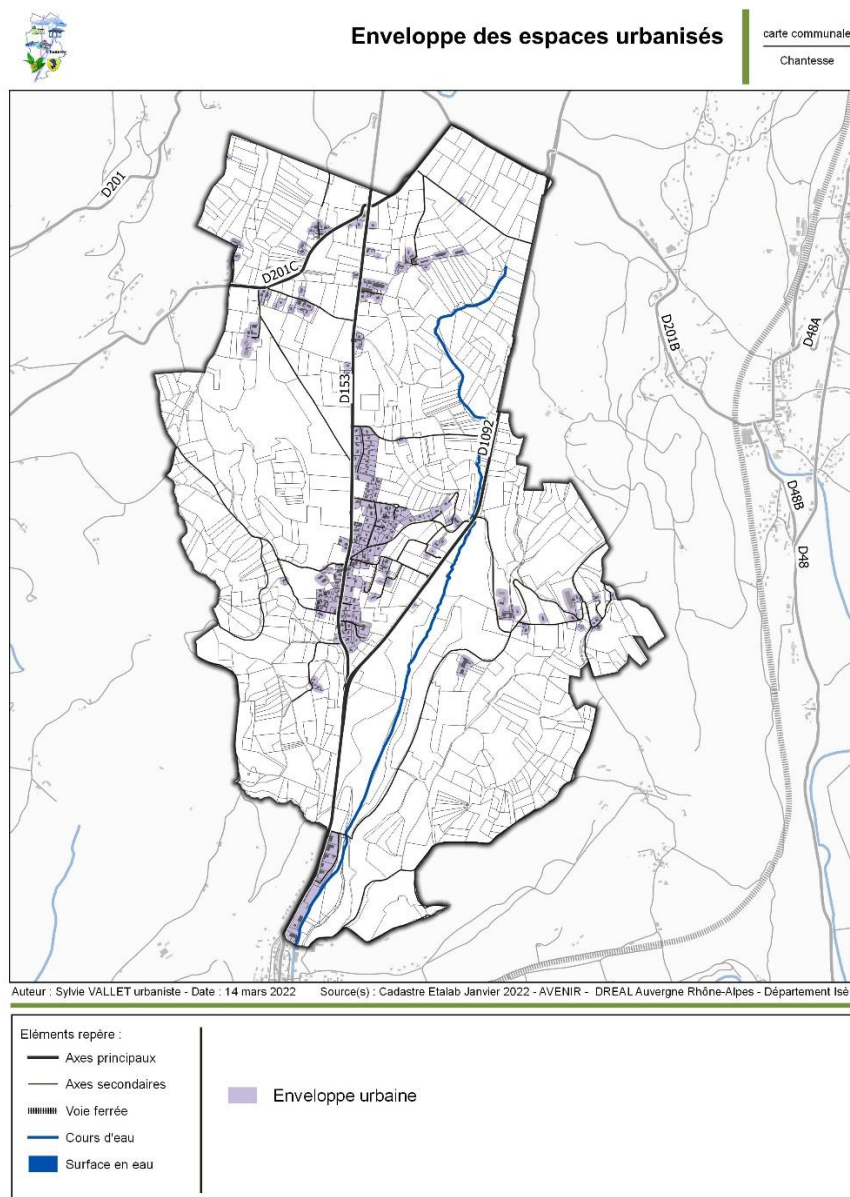 Enveloppe des espaces urbanisés
carte communale
Chantesse
D201
D201C
D153
D1092
D201B
D48A
D48B
D48
Auteur : Sylvie VALLET urbaniste - Date : 14 mars 2022 Source(s) : Cadastre Etalab Janvier 2022 - AVENIR - DREAL Auvergne Rhône-Alpes - Département Isè
Eléments repère :
Axes principaux
Axes secondaires
Voie ferrée
Cours d'eau
Surface en eau
Enveloppe urbaine